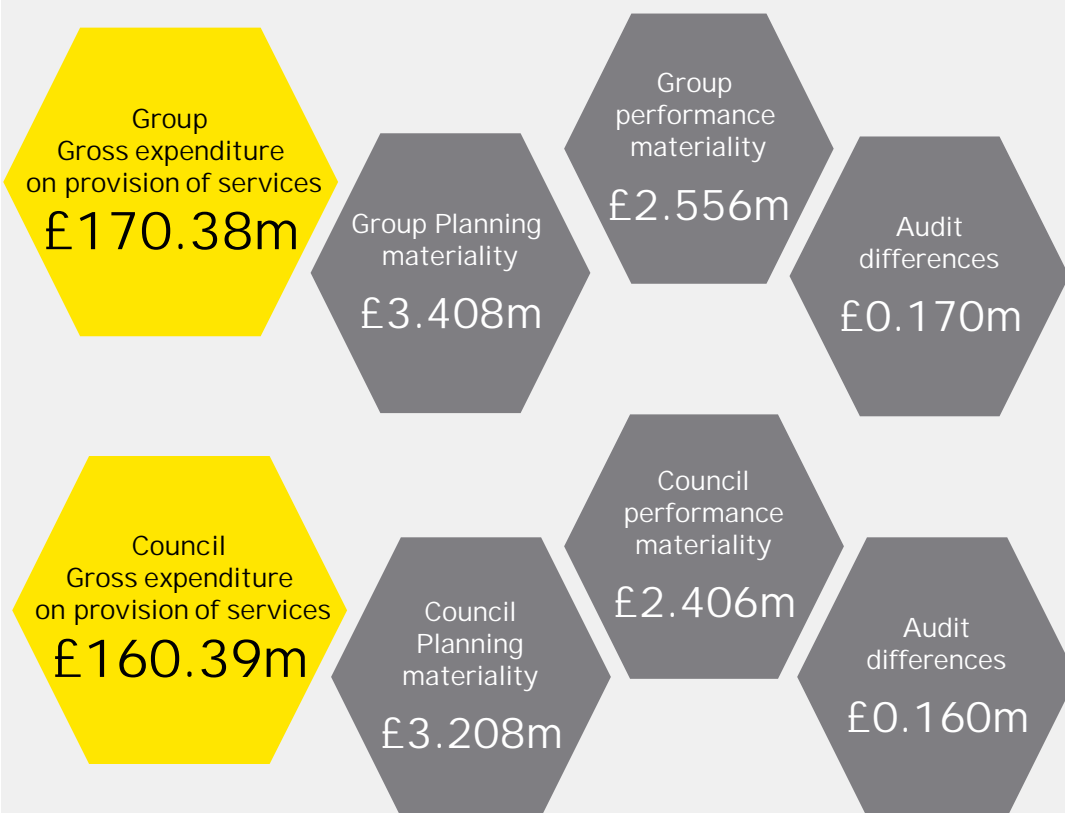 Group
Gross expenditure
on provision of services
£170.38m
Group Planning
materiality
£3.408m
Group
performance
materiality
£2.556m
Audit
differences
£0.170m
Council
Gross expenditure
on provision of services
£160.39m
Council
Planning
materiality
£3.208m
Council
performance
materiality
£2.406m
Audit
differences
£0.160m